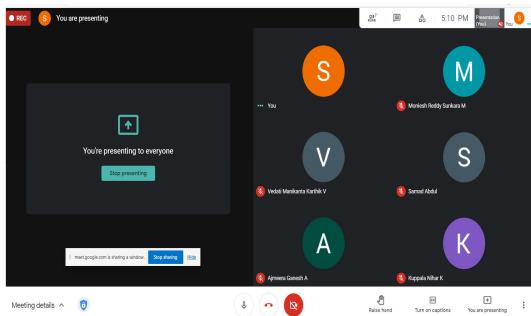 REC
S
You are presenting
5:10 PM
Presentation
(You)
You
S
You're presenting to everyone
Stop presenting
meet.google.com is sharing a window.
Stop sharing
Hide
S
You
M
Moniesh Reddy Sunkara M
V
Vedati Manikanta Karthik V
S
Samad Abdul
A
Ajmeera Ganesh A
K
Kuppala Nihar K
Meeting details
Raise hand
Turn on captions
You are presenting